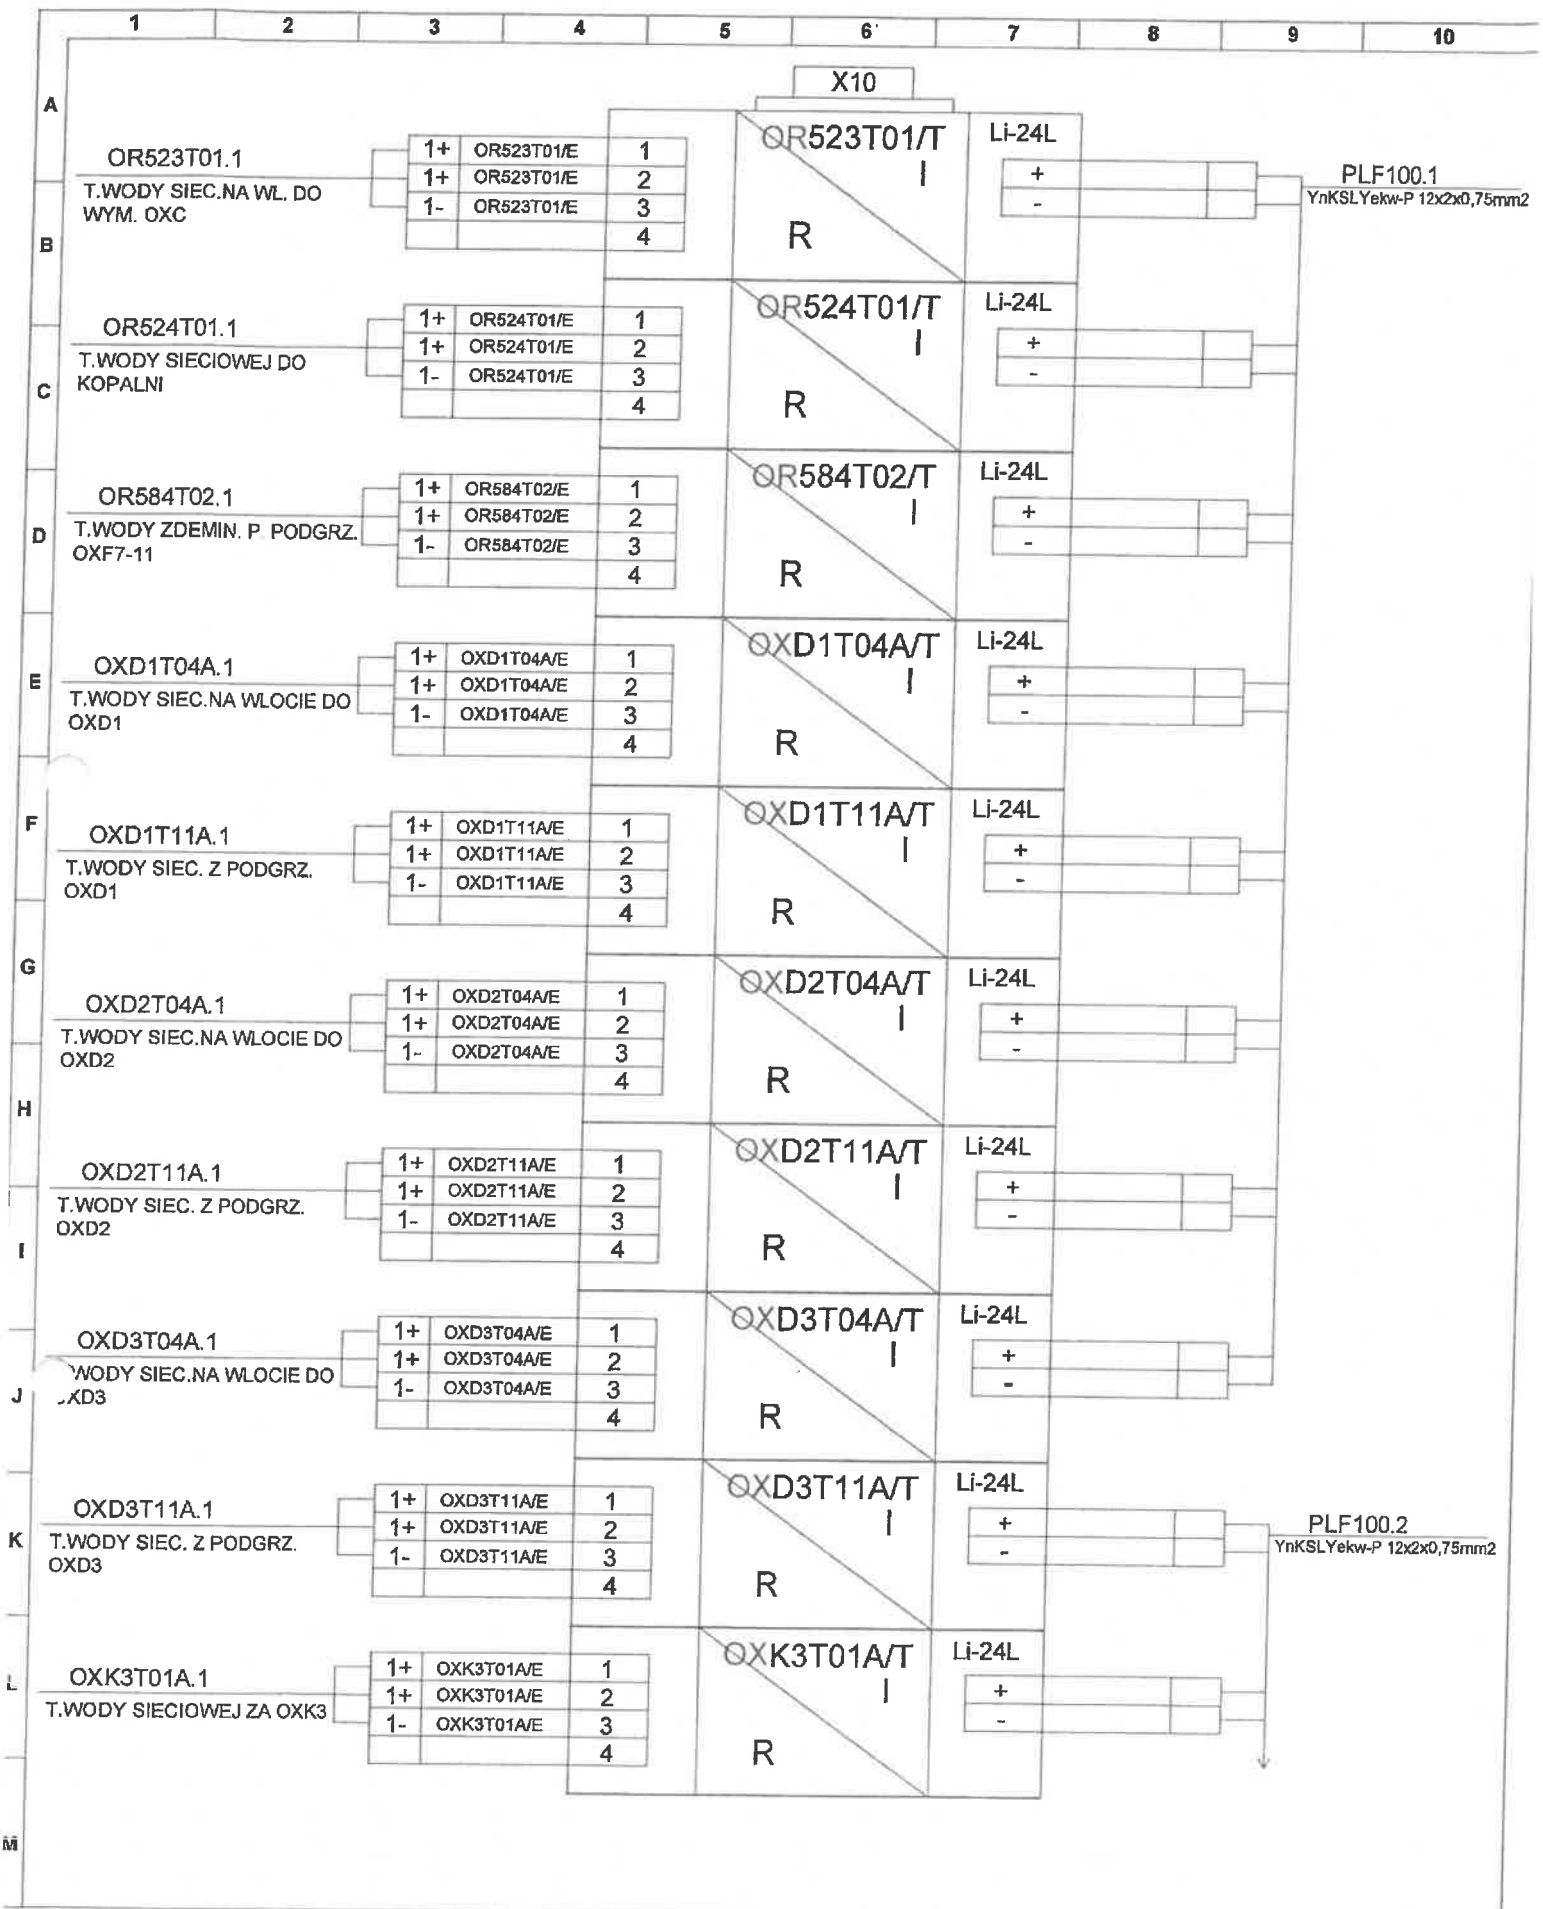 1 2 3 4 5 6 7 8 9 10
A
B
C
D
E
F
G
H
I
J
K
L
M
X10
OR523T01.1
T.WODY SIEC.NA WL. DO
WYM. OXC
1+ OR523T01/E 1
1+ OR523T01/E 2
1- OR523T01/E 3
4
OR523T01/T
I
R
Li-24L
+
-
PLF100.1
YnKSLYekw-P 12x2x0,75mm2
OR524T01.1
T.WODY SIECIOWEJ DO
KOPALNI
1+ OR524T01/E 1
1+ OR524T01/E 2
1- OR524T01/E 3
4
OR524T01/T
I
R
Li-24L
+
-
OR584T02.1
T.WODY ZDEMIN. P. PODGRZ.
OXF7-11
1+ OR584T02/E 1
1+ OR584T02/E 2
1- OR584T02/E 3
4
OR584T02/T
I
R
Li-24L
+
-
OXD1T04A.1
T.WODY SIEC.NA WLOCIE DO
OXD1
1+ OXD1T04A/E 1
1+ OXD1T04A/E 2
1- OXD1T04A/E 3
4
OXD1T04A/T
I
R
Li-24L
+
-
OXD1T11A.1
T.WODY SIEC. Z PODGRZ.
OXD1
1+ OXD1T11A/E 1
1+ OXD1T11A/E 2
1- OXD1T11A/E 3
4
OXD1T11A/T
I
R
Li-24L
+
-
OXD2T04A.1
T.WODY SIEC.NA WLOCIE DO
OXD2
1+ OXD2T04A/E 1
1+ OXD2T04A/E 2
1- OXD2T04A/E 3
4
OXD2T04A/T
I
R
Li-24L
+
-
OXD2T11A.1
T.WODY SIEC. Z PODGRZ.
OXD2
1+ OXD2T11A/E 1
1+ OXD2T11A/E 2
1- OXD2T11A/E 3
4
OXD2T11A/T
I
R
Li-24L
+
-
OXD3T04A.1
WODY SIEC.NA WLOCIE DO
XD3
1+ OXD3T04A/E 1
1+ OXD3T04A/E 2
1- OXD3T04A/E 3
4
OXD3T04A/T
I
R
Li-24L
+
-
OXD3T11A.1
T.WODY SIEC. Z PODGRZ.
OXD3
1+ OXD3T11A/E 1
1+ OXD3T11A/E 2
1- OXD3T11A/E 3
4
OXD3T11A/T
I
R
Li-24L
+
-
PLF100.2
YnKSLYekw-P 12x2x0,75mm2
OXK3T01A.1
T.WODY SIECIOWEJ ZA OXK3
1+ OXK3T01A/E 1
1+ OXK3T01A/E 2
1- OXK3T01A/E 3
4
OXK3T01A/T
I
R
Li-24L
+
-